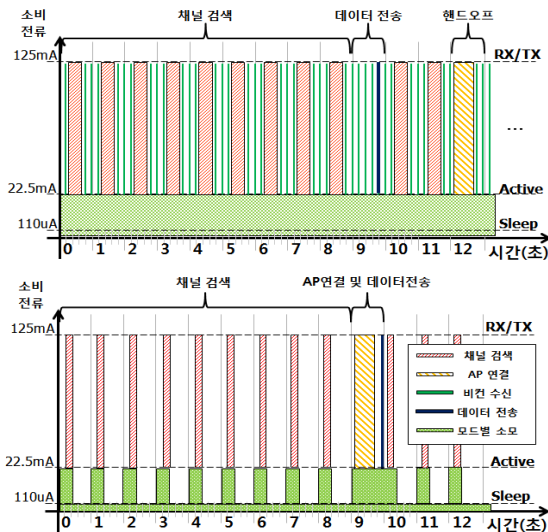 소비
전류
채널 검색
데이터 전송
핸드오프
125mA
RX/TX
...
22.5mA
Active
110uA
Sleep
0 1 2 3 4 5 6 7 8 9 10 11 12
시간(초)
소비
전류
채널 검색
AP연결 및 데이터전송
125mA
RX/TX
채널 검색
AP 연결
비컨 수신
데이터 전송
모드별 소모
22.5mA
Active
110uA
Sleep
0 1 2 3 4 5 6 7 8 9 10 11 12
시간(초)